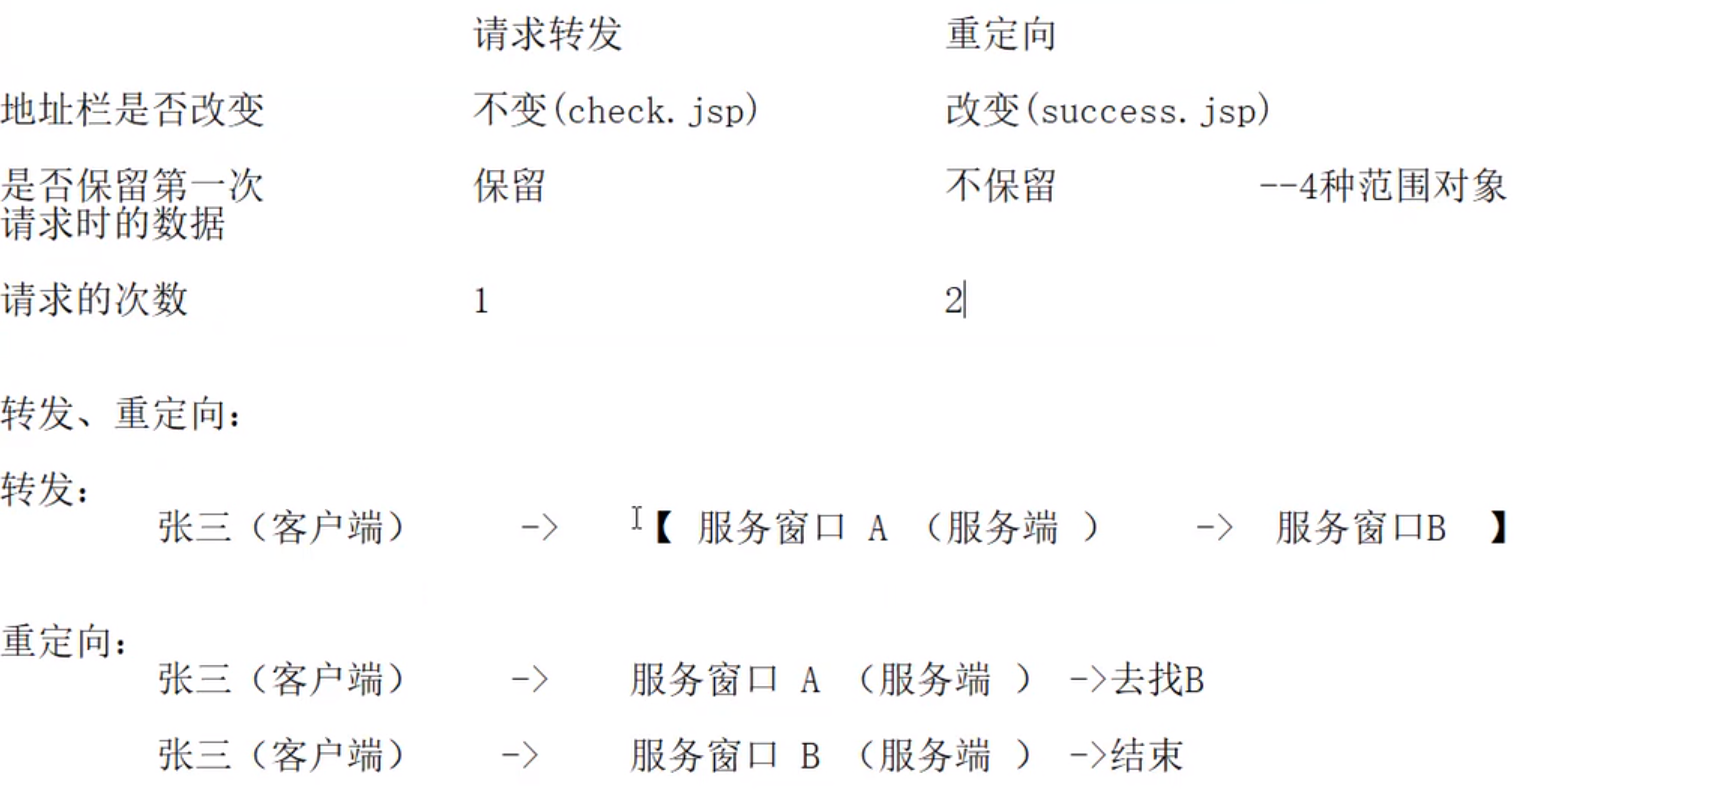 请求转发 重定向
地址栏是否改变 不变(check.jsp) 改变(success.jsp)
是否保留第一次 保留 不保留 --4种范围对象
请求时的数据
请求的次数 1 2
转发、重定向：
转发：
张三（客户端） -> 【 服务窗口 A （服务端 ） -> 服务窗口B 】
重定向：
张三（客户端） -> 服务窗口 A （服务端 ） ->去找B
张三（客户端） -> 服务窗口 B （服务端 ） ->结束